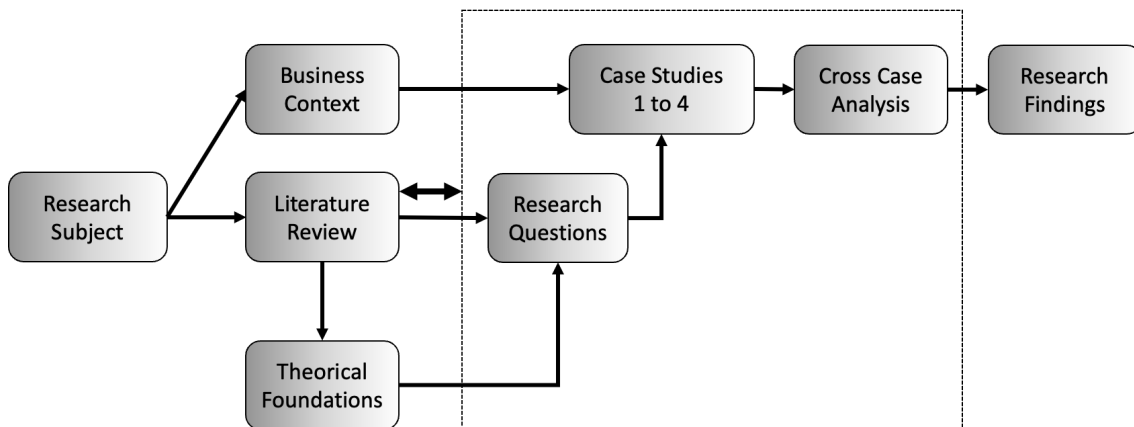 Business
Context
Case Studies
1 to 4
Cross Case
Analysis
Research
Findings
Research
Subject
Literature
Review
Research
Questions
Theorical
Foundations